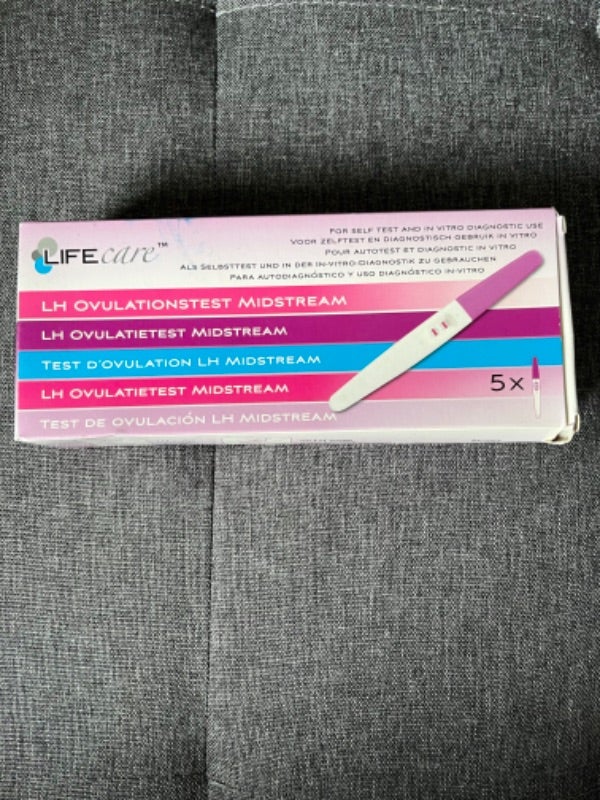 LIFEcare™
FOR SELF TEST AND IN VITRO DIAGNOSTIC USE
VOOR ZELFTEST EN DIAGNOSTISCH GEBRUIK IN VITRO
POUR AUTOTEST ET DIAGNOSTIC IN VITRO
ALS SELBSTTEST UND IN DER IN-VITRO-DIAGNOSTIK ZU GEBRAUCHEN
PARA AUTODIAGNÓSTICO Y USO DIAGNÓSTICO IN-VITRO
LH OVULATIONSTEST MIDSTREAM
LH OVULATIETEST MIDSTREAM
TEST D'OVULATION LH MIDSTREAM
LH OVULATIETEST MIDSTREAM
TEST DE OVULACIÓN LH MIDSTREAM
5x